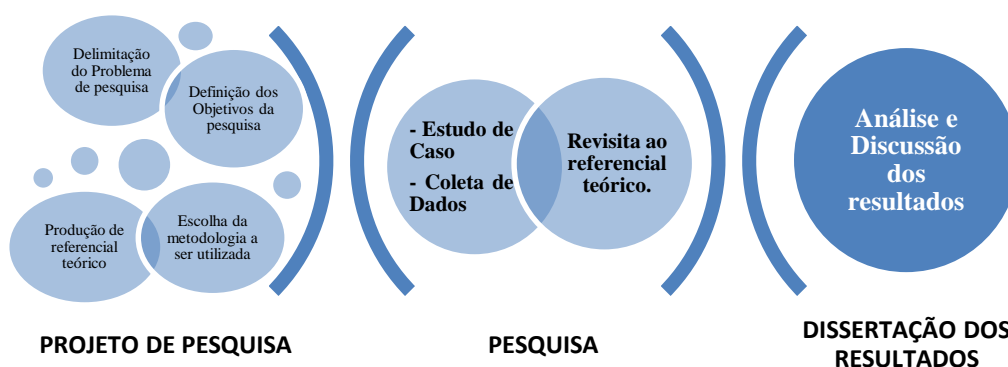 Delimitação
do Problema
de pesquisa
Definição dos
Objetivos da
pesquisa
Produção de
referencial
teórico
Escolha da
metodologia a
ser utilizada
PROJETO DE PESQUISA
- Estudo de
Caso
- Coleta de
Dados
Revisita ao
referencial
teórico.
PESQUISA
Análise e
Discussão
dos
resultados
DISSERTAÇÃO DOS
RESULTADOS